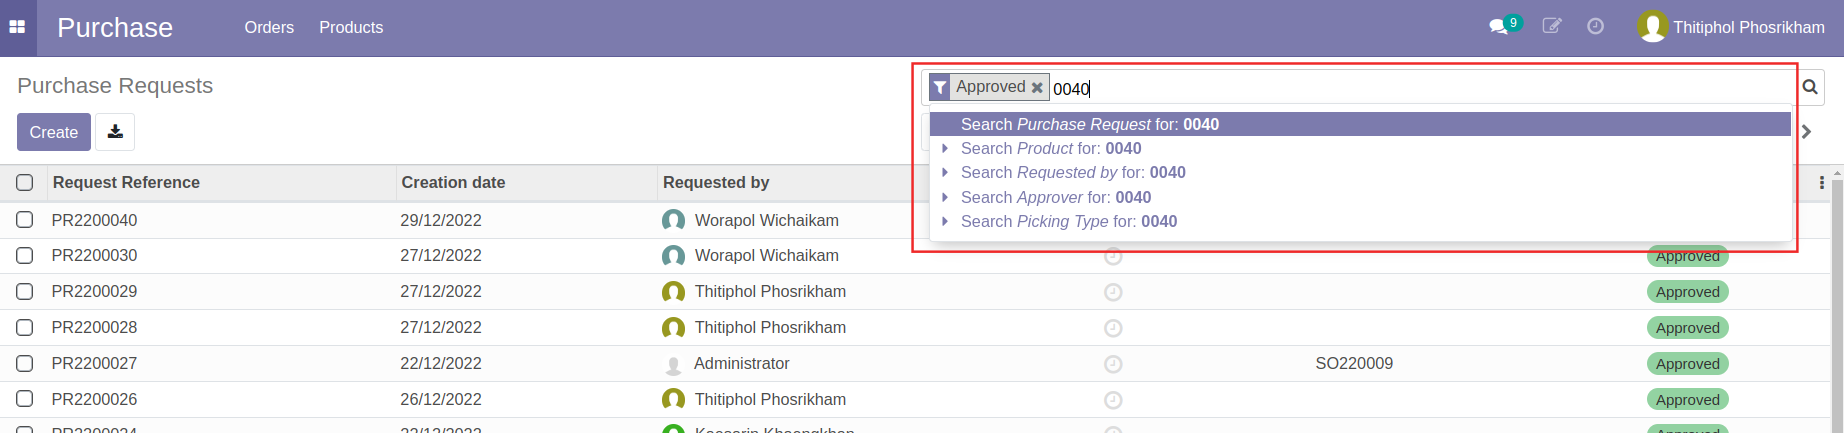 Purchase Orders Products 9 Thitiphol Phosrikham
Purchase Requests
Approved 0040
Create
Search Purchase Request for: 0040
Search Product for: 0040
Search Requested by for: 0040
Search Approver for: 0040
Search Picking Type for: 0040
Request Reference Creation date Requested by
PR2200040 29/12/2022 Worapol Wichaikam
PR2200030 27/12/2022 Worapol Wichaikam Approved
PR2200029 27/12/2022 Thitiphol Phosrikham Approved
PR2200028 27/12/2022 Thitiphol Phosrikham Approved
PR2200027 22/12/2022 Administrator SO220009 Approved
PR2200026 26/12/2022 Thitiphol Phosrikham Approved